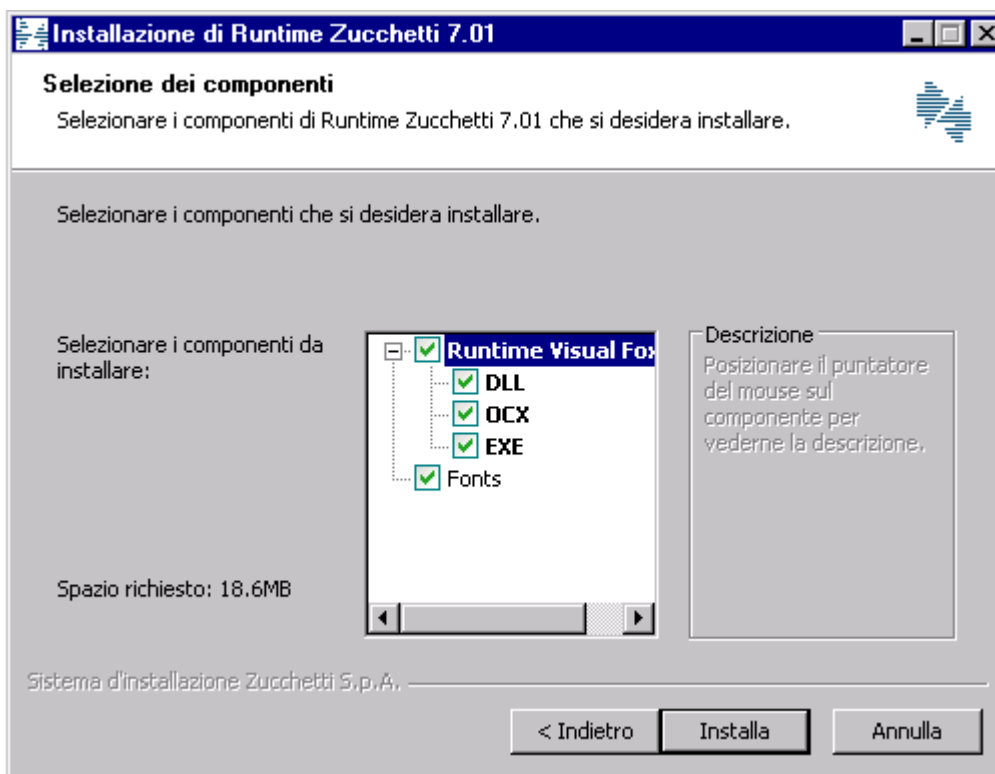 Installazione di Runtime Zucchetti 7.01
Selezione dei componenti
Selezionare i componenti di Runtime Zucchetti 7.01 che si desidera installare.
Selezionare i componenti che si desidera installare.
Selezionare i componenti da
installare:
Runtime Visual Fox
DLL
OCX
EXE
Fonts
Descrizione
Posizionare il puntatore
del mouse sul
componente per
vederne la descrizione.
Spazio richiesto: 18.6MB
Sistema d'installazione Zucchetti S.p.A.
< Indietro
Installa
Annulla